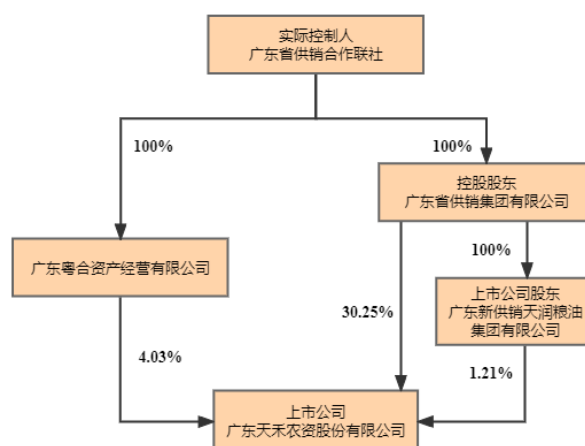 实际控制人
广东省供销合作联社
100%
100%
控股股东
广东省供销集团有限公司
广东粤合资产经营有限公司
100%
上市公司股东
广东新供销天润粮油
集团有限公司
30.25%
4.03%
1.21%
上市公司
广东天禾农资股份有限公司